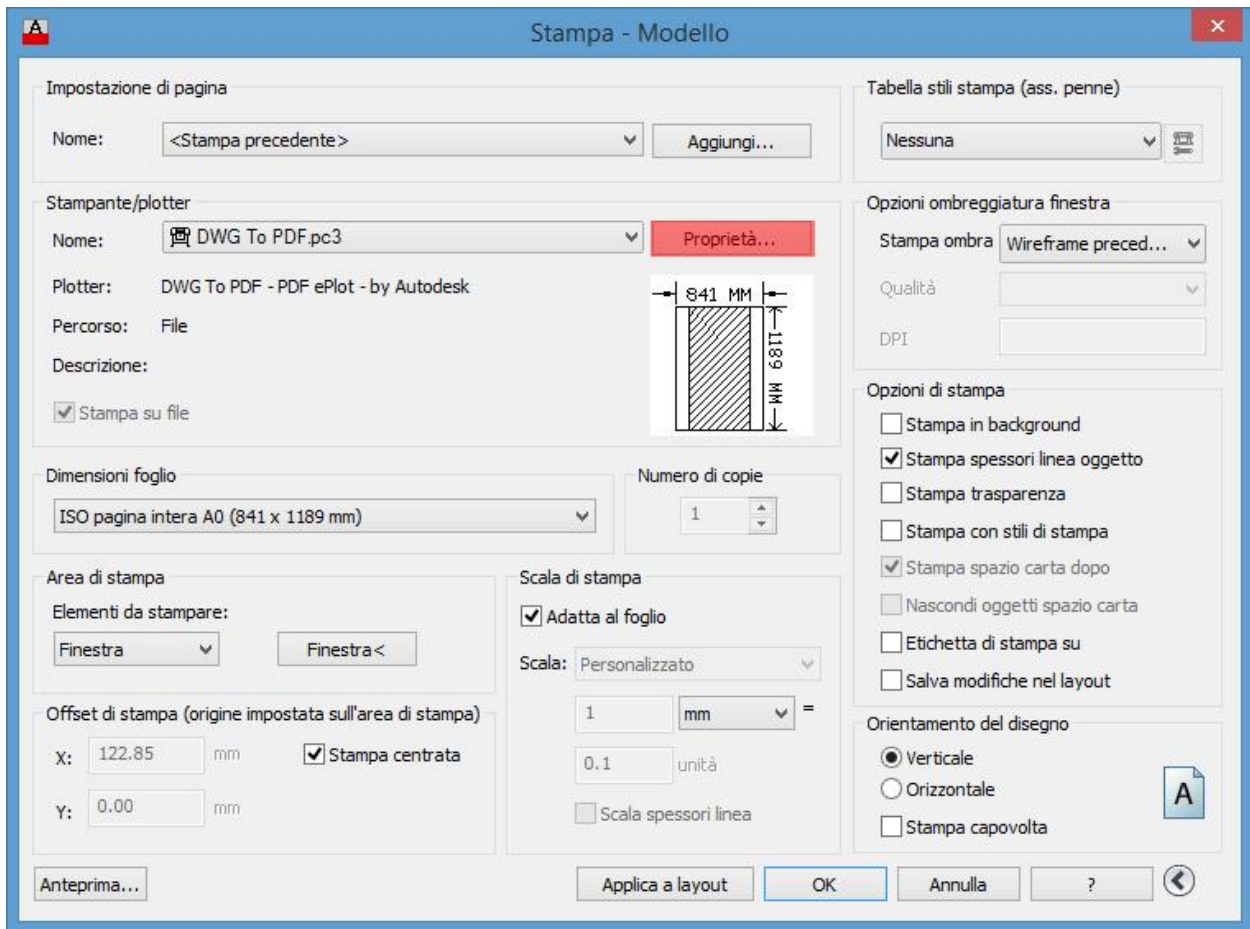 Stampa - Modello
Impostazione di pagina
Nome:
<Stampa precedente>
Aggiungi...
Tabella stili stampa (ass. penne)
Nessuna
Stampante/plotter
Nome:
DWG To PDF.pc3
Proprietà...
Plotter:
DWG To PDF - PDF ePlot - by Autodesk
Percorso:
File
Descrizione:
Stampa su file
841 MM
1189 MM
Opzioni ombreggiatura finestra
Stampa ombra
Wireframe preced...
Qualità
DPI
Dimensioni foglio
ISO pagina intera A0 (841 x 1189 mm)
Numero di copie
1
Opzioni di stampa
Stampa in background
Stampa spessori linea oggetto
Stampa trasparenza
Stampa con stili di stampa
Stampa spazio carta dopo
Nascondi oggetti spazio carta
Etichetta di stampa su
Salva modifiche nel layout
Area di stampa
Elementi da stampare:
Finestra
Finestra<
Scala di stampa
Adatta al foglio
Scala:
Personalizzato
1
mm
=
0.1
unità
Scala spessori linea
Offset di stampa (origine impostata sull'area di stampa)
X:
122.85
mm
Stampa centrata
Y:
0.00
mm
Orientamento del disegno
Verticale
Orizzontale
Stampa capovolta
A
Anteprima...
Applica a layout
OK
Annulla
?